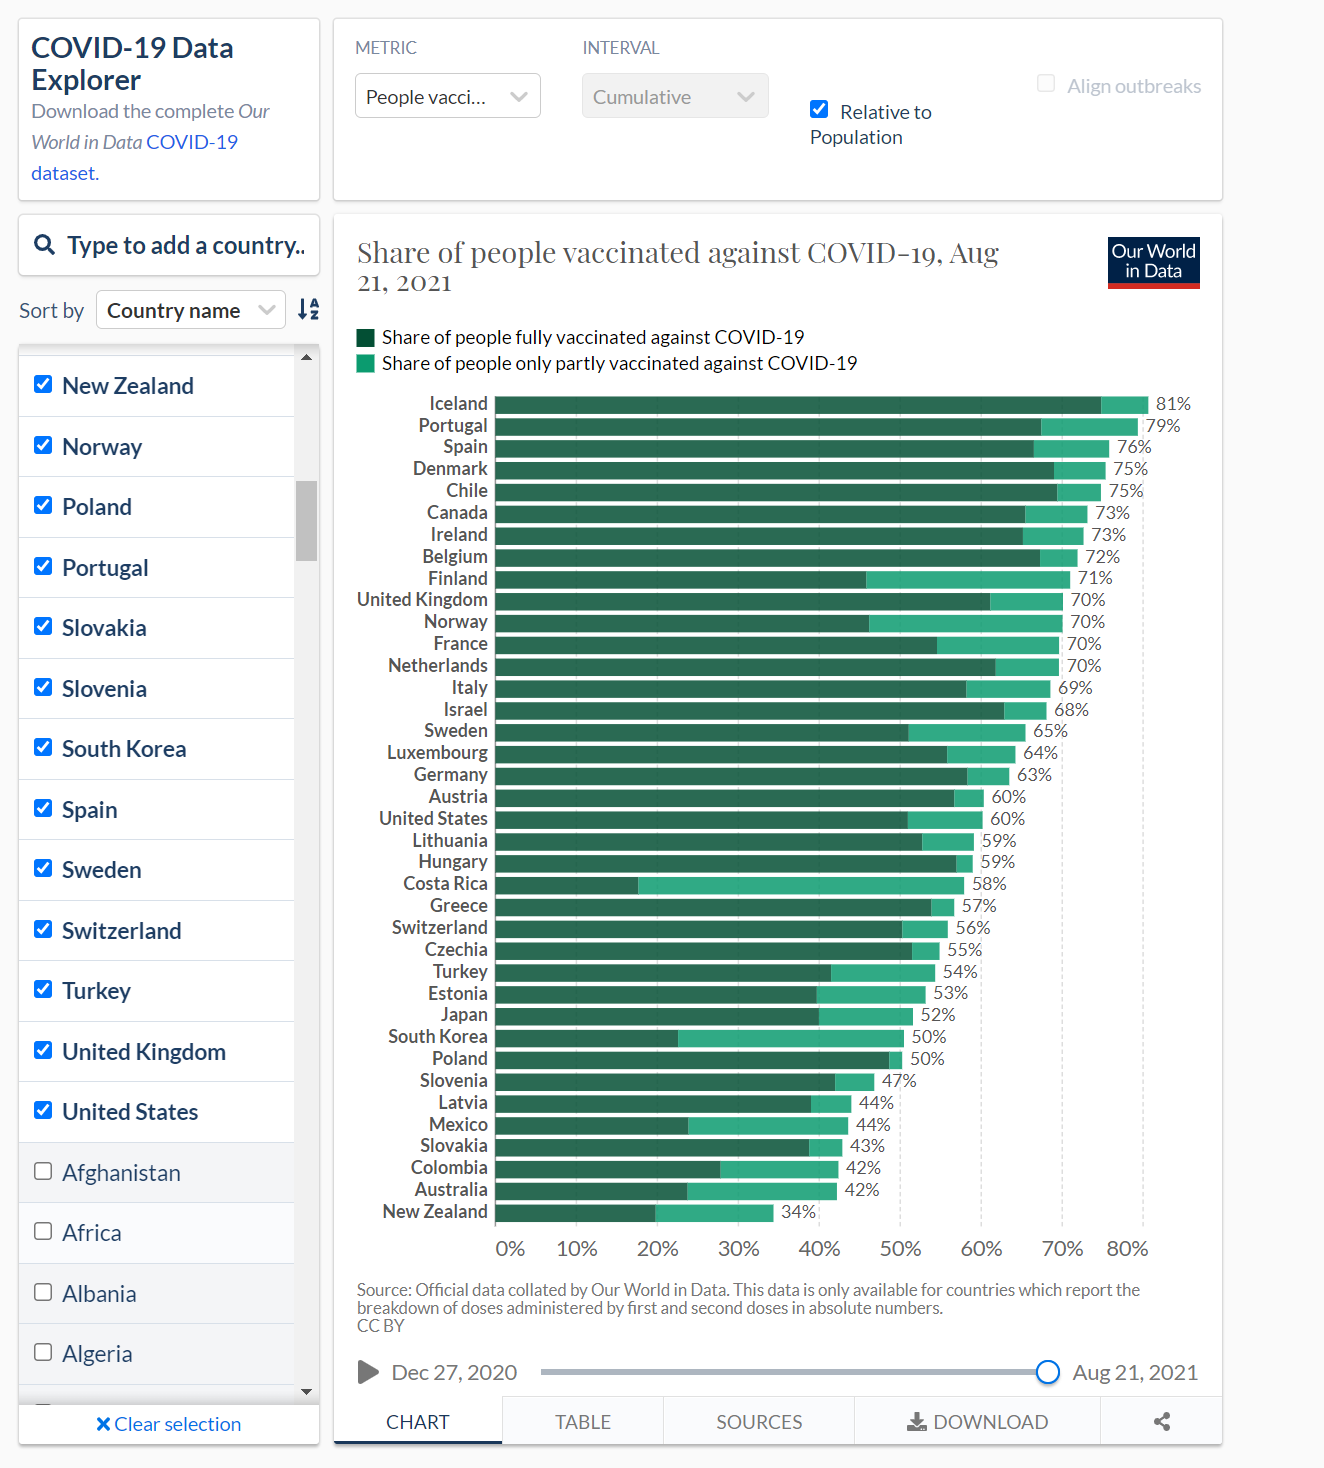 COVID-19 Data
Explorer
Download the complete Our
World in Data COVID-19
dataset.
METRIC
People vacci...
INTERVAL
Cumulative
Relative to
Population
Align outbreaks
Type to add a country..
Sort by Country name
New Zealand
Norway
Poland
Portugal
Slovakia
Slovenia
South Korea
Spain
Sweden
Switzerland
Turkey
United Kingdom
United States
Afghanistan
Africa
Albania
Algeria
Clear selection
Share of people vaccinated against COVID-19, Aug
21, 2021
Our World
in Data
Share of people fully vaccinated against COVID-19
Share of people only partly vaccinated against COVID-19
Iceland 81%
Portugal 79%
Spain 76%
Denmark 75%
Chile 75%
Canada 73%
Ireland 73%
Belgium 72%
Finland 71%
United Kingdom 70%
Norway 70%
France 70%
Netherlands 70%
Italy 69%
Israel 68%
Sweden 65%
Luxembourg 64%
Germany 63%
Austria 60%
United States 60%
Lithuania 59%
Hungary 59%
Costa Rica 58%
Greece 57%
Switzerland 56%
Czechia 55%
Turkey 54%
Estonia 53%
Japan 52%
South Korea 50%
Poland 50%
Slovenia 47%
Latvia 44%
Mexico 44%
Slovakia 43%
Colombia 42%
Australia 42%
New Zealand 34%
0% 10% 20% 30% 40% 50% 60% 70% 80%
Source: Official data collated by Our World in Data. This data is only available for countries which report the
breakdown of doses administered by first and second doses in absolute numbers.
CC BY
Dec 27, 2020 Aug 21, 2021
CHART TABLE SOURCES DOWNLOAD